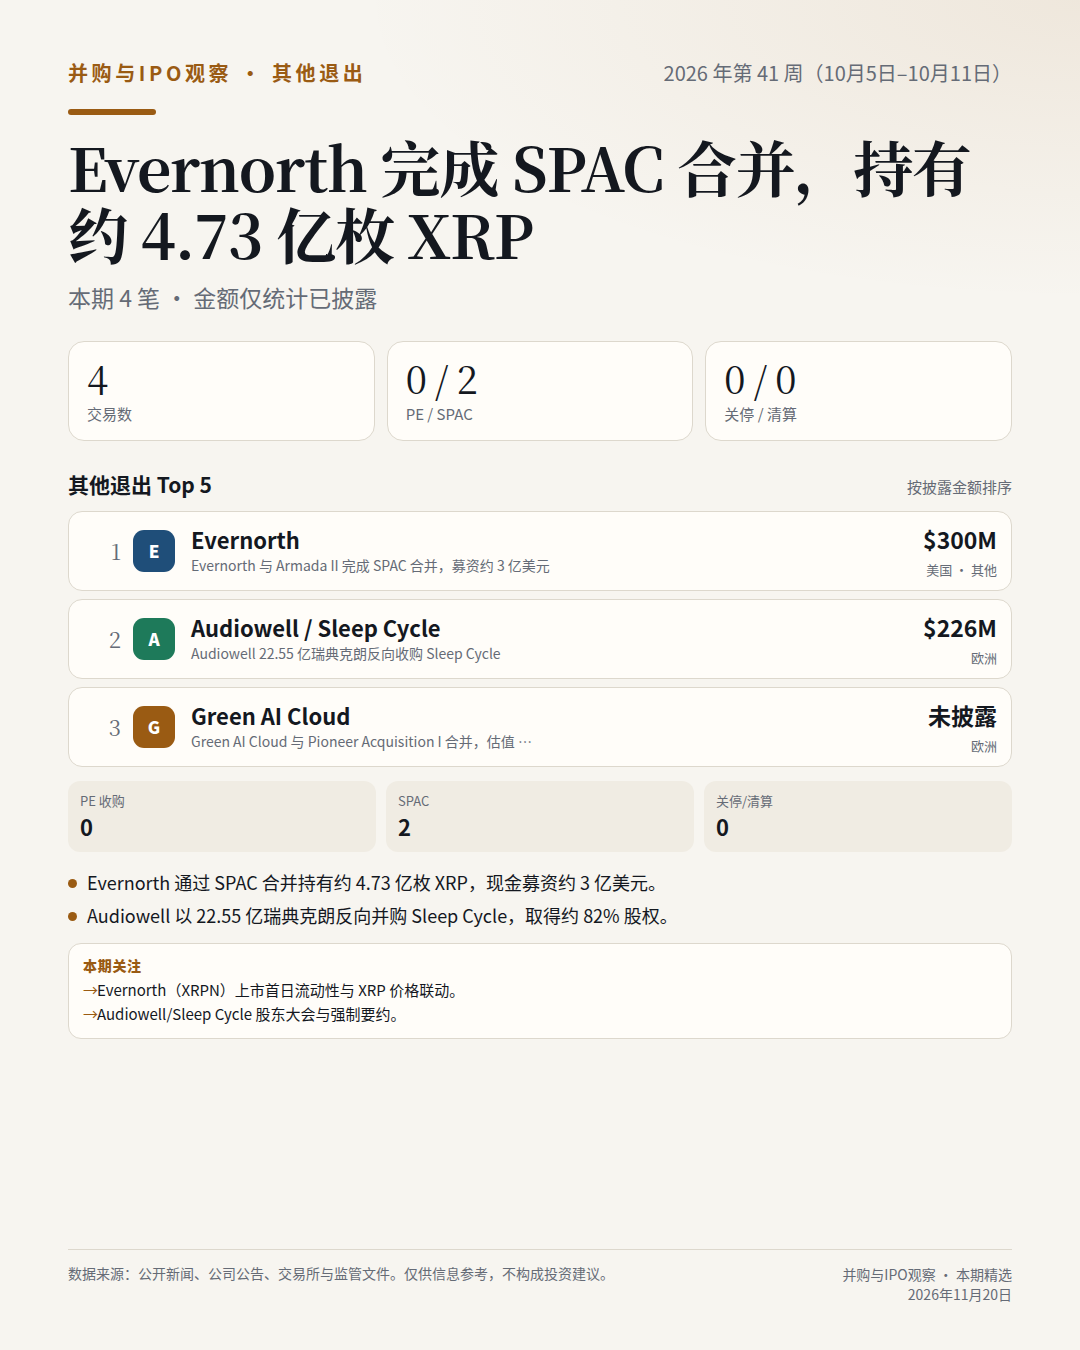 并购与IPO观察 · 其他退出
2026 年第 41 周（10月5日–10月11日）
Evernorth 完成 SPAC 合并，持有
约 4.73 亿枚 XRP
本期 4 笔 · 金额仅统计已披露
4
交易数
0 / 2
PE / SPAC
0 / 0
关停 / 清算
其他退出 Top 5
按披露金额排序
1
E
Evernorth
Evernorth 与 Armada II 完成 SPAC 合并，募资约 3 亿美元
$300M
美国 · 其他
2
A
Audiowell / Sleep Cycle
Audiowell 22.55 亿瑞典克朗反向收购 Sleep Cycle
$226M
欧洲
3
G
Green AI Cloud
Green AI Cloud 与 Pioneer Acquisition I 合并，估值 …
未披露
欧洲
PE 收购
0
SPAC
2
关停/清算
0
Evernorth 通过 SPAC 合并持有约 4.73 亿枚 XRP，现金募资约 3 亿美元。
Audiowell 以 22.55 亿瑞典克朗反向并购 Sleep Cycle，取得约 82% 股权。
本期关注
→Evernorth（XRPN）上市首日流动性与 XRP 价格联动。
→Audiowell/Sleep Cycle 股东大会与强制要约。
数据来源：公开新闻、公司公告、交易所与监管文件。仅供信息参考，不构成投资建议。
并购与IPO观察 · 本期精选
2026年11月20日